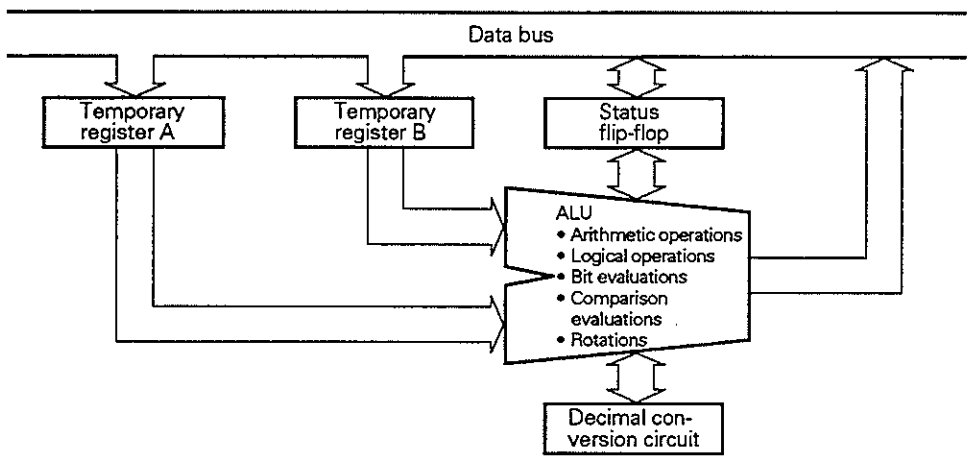 Data bus
Temporary
register A
Temporary
register B
Status
flip-flop
ALU
• Arithmetic operations
• Logical operations
• Bit evaluations
• Comparison
evaluations
• Rotations
Decimal con-
version circuit